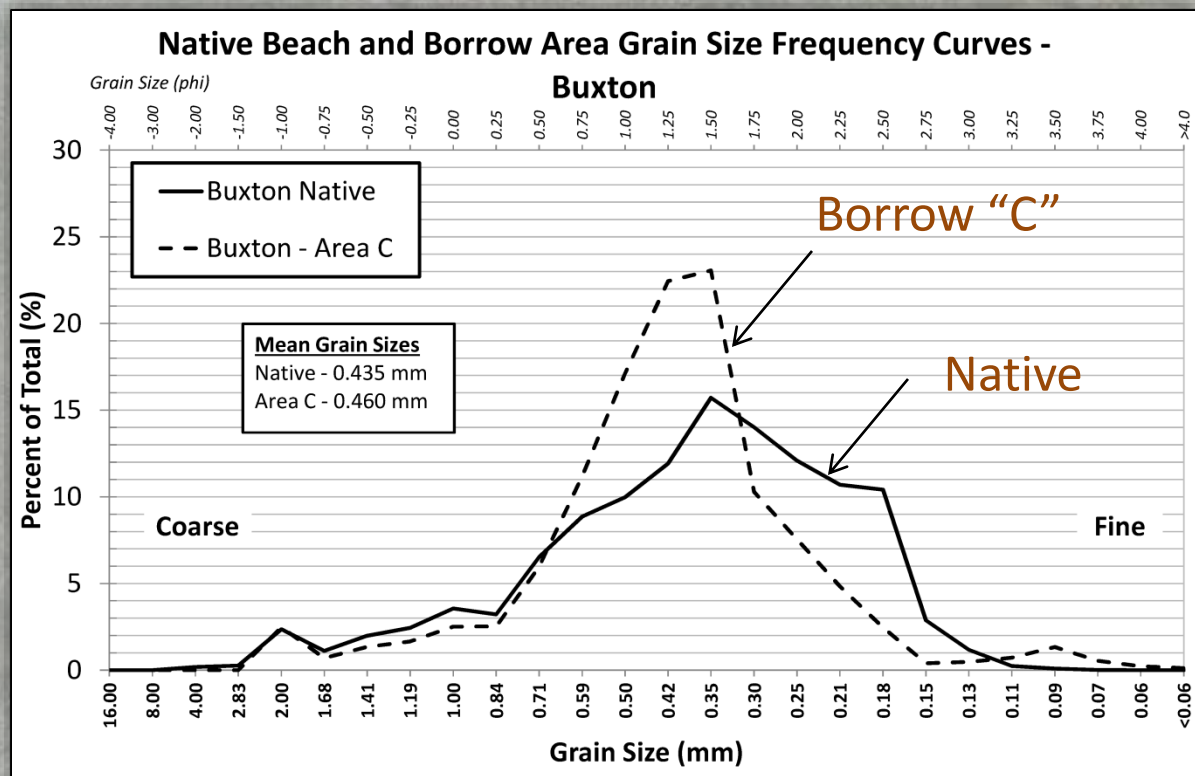 Native Beach and Borrow Area Grain Size Frequency Curves -
Buxton
Grain Size (phi)
-4.00 -3.00 -2.00 -1.50 -1.00 -0.75 -0.50 -0.25 0.00 0.25 0.50 0.75 1.00 1.25 1.50 1.75 2.00 2.25 2.50 2.75 3.00 3.25 3.50 3.75 4.00 >4.0
30
25
20
15
10
5
0
Percent of Total (%)
Buxton Native
Buxton - Area C
Borrow “C”
Native
Mean Grain Sizes
Native - 0.435 mm
Area C - 0.460 mm
Coarse
Fine
16.00 8.00 4.00 2.83 2.00 1.68 1.41 1.19 1.00 0.84 0.71 0.59 0.50 0.42 0.35 0.30 0.25 0.21 0.18 0.15 0.13 0.11 0.09 0.07 0.06 <0.06
Grain Size (mm)